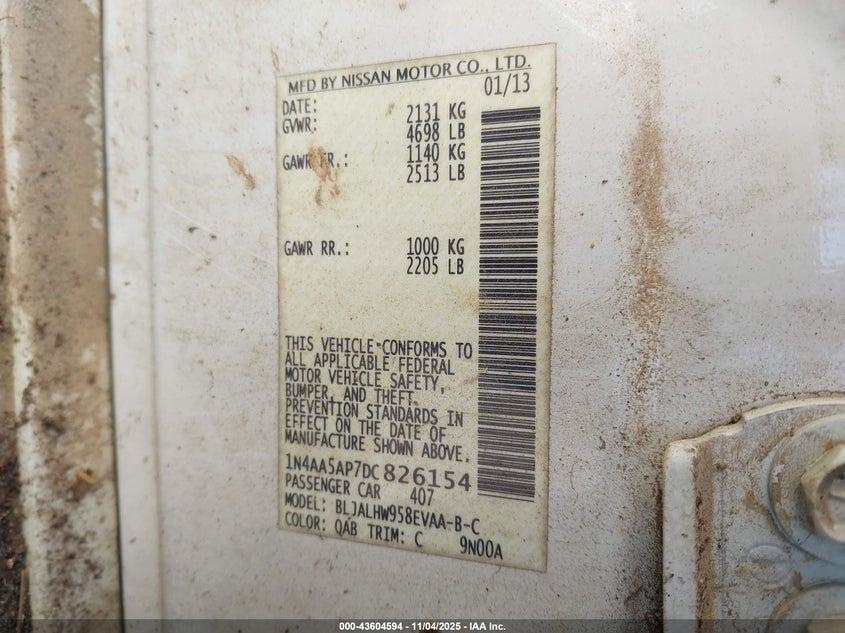 MFD BY NISSAN MOTOR CO., LTD.
DATE: 01/13
GVWR: 2131 KG
4698 LB
GAWR FR.: 1140 KG
2513 LB
GAWR RR.: 1000 KG
2205 LB
THIS VEHICLE CONFORMS TO
ALL APPLICABLE FEDERAL
MOTOR VEHICLE SAFETY,
BUMPER, AND THEFT
PREVENTION STANDARDS IN
EFFECT ON THE DATE OF
MANUFACTURE SHOWN ABOVE.
1N4AA5AP7DC826154
PASSENGER CAR 407
MODEL: BLJALHW958EVAA-B-C
COLOR: QAB TRIM: C 9N00A
000-43604594 - 11/04/2025 - IAA Inc.